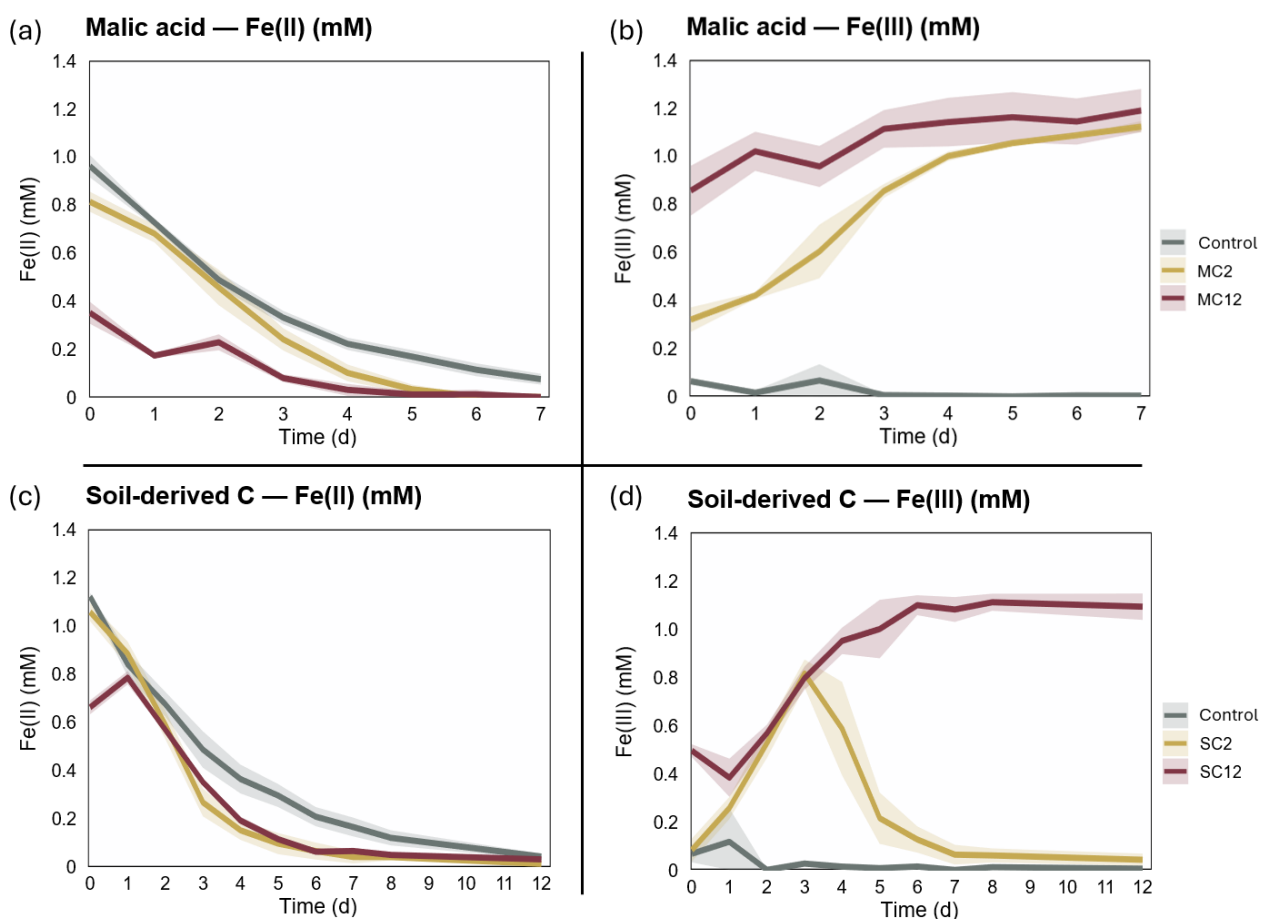 (a) Malic acid — Fe(II) (mM)
Fe(II) (mM)
1.4
1.2
1.0
0.8
0.6
0.4
0.2
0
0 1 2 3 4 5 6 7
Time (d)
(b) Malic acid — Fe(III) (mM)
Fe(III) (mM)
1.4
1.2
1.0
0.8
0.6
0.4
0.2
0
0 1 2 3 4 5 6 7
Time (d)
Control
MC2
MC12
(c) Soil-derived C — Fe(II) (mM)
Fe(II) (mM)
1.4
1.2
1.0
0.8
0.6
0.4
0.2
0
0 1 2 3 4 5 6 7 8 9 10 11 12
Time (d)
(d) Soil-derived C — Fe(III) (mM)
Fe(III) (mM)
1.4
1.2
1.0
0.8
0.6
0.4
0.2
0
0 1 2 3 4 5 6 7 8 9 10 11 12
Time (d)
Control
SC2
SC12